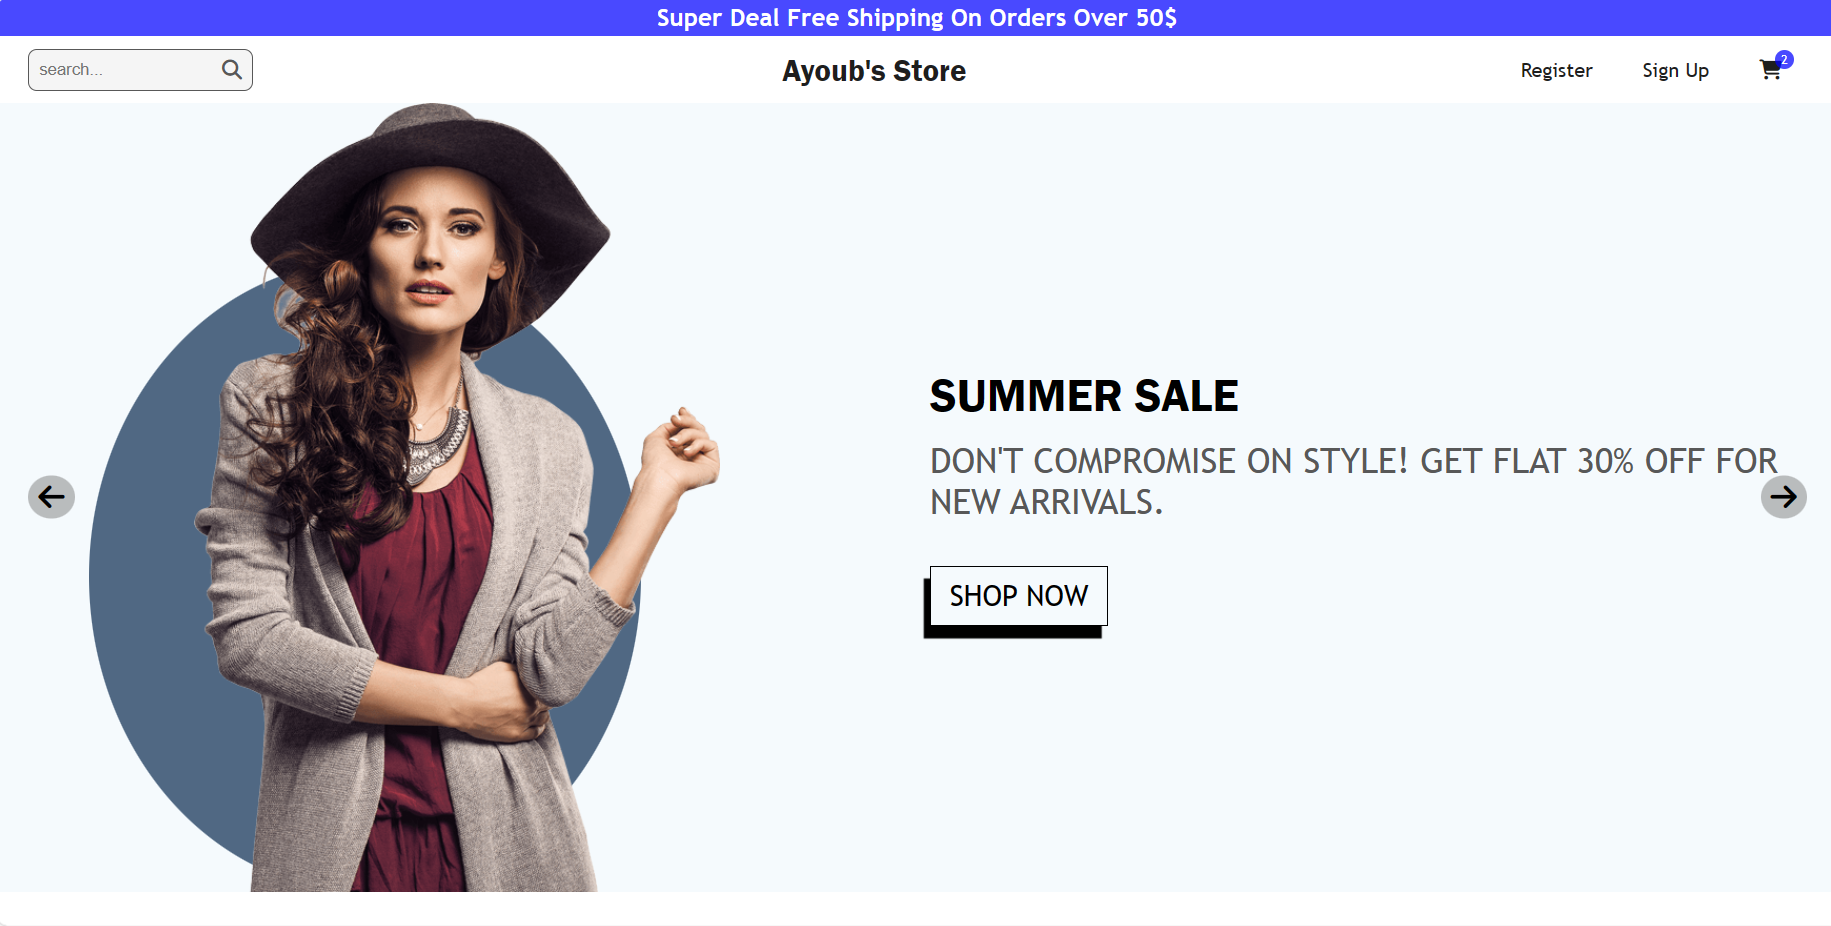 Super Deal Free Shipping On Orders Over 50$
search...
Ayoub's Store
Register
Sign Up
2
SUMMER SALE
DON'T COMPROMISE ON STYLE! GET FLAT 30% OFF FOR
NEW ARRIVALS.
SHOP NOW